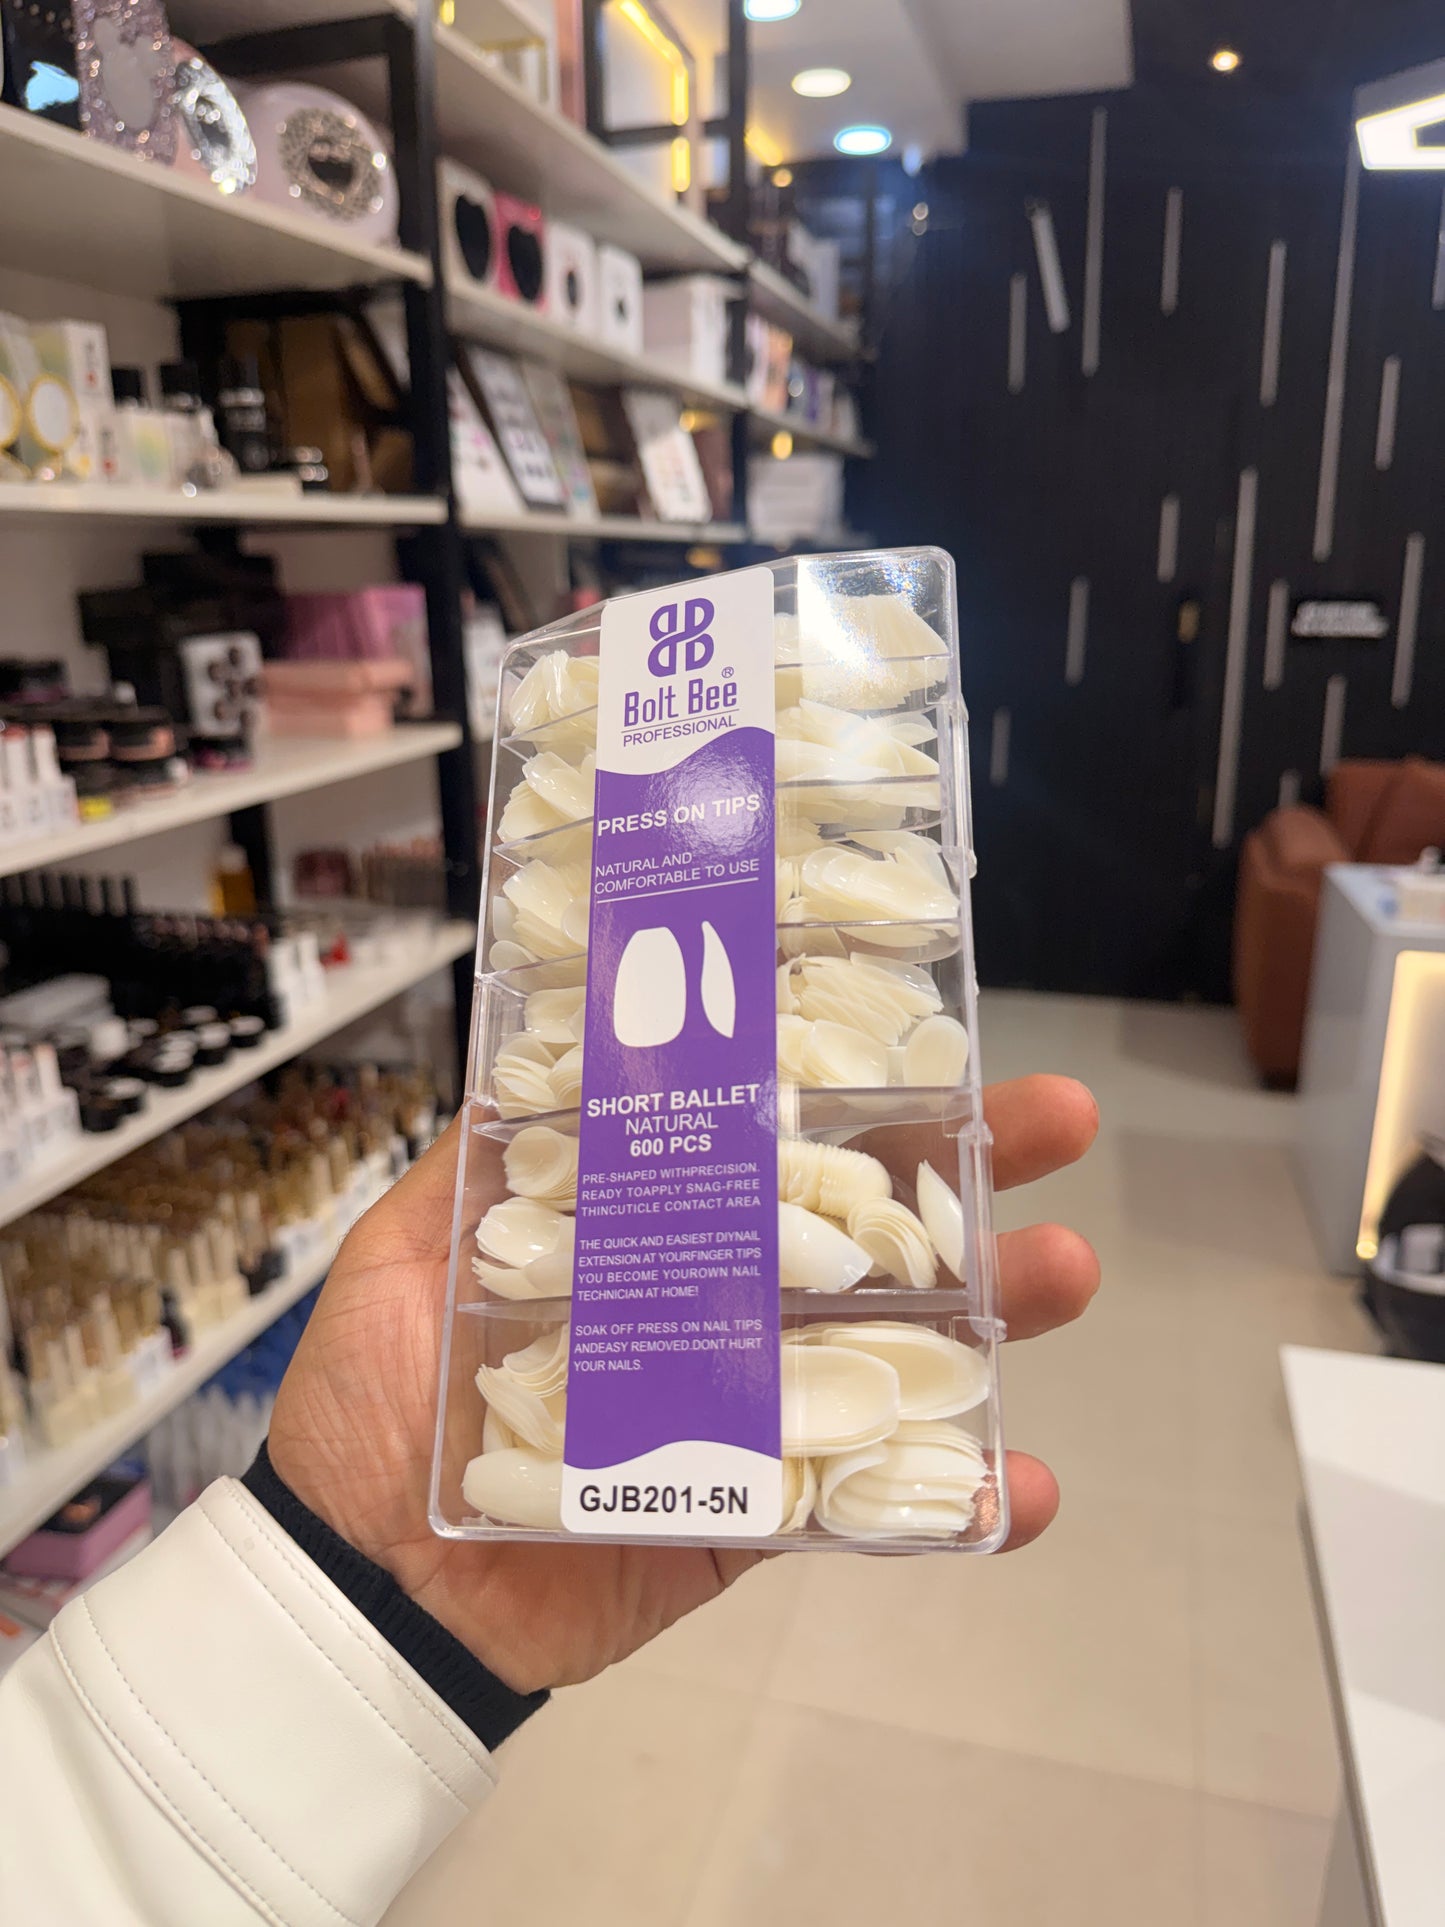 Bolt Bee®
PROFESSIONAL
PRESS ON TIPS
NATURAL AND
COMFORTABLE TO USE
SHORT BALLET
NATURAL
600 PCS
PRE-SHAPED WITHPRECISION.
READY TOAPPLY SNAG-FREE
THINCUTICLE CONTACT AREA
THE QUICK AND EASIEST DIYNAIL
EXTENSION AT YOURFINGER TIPS
YOU BECOME YOUROWN NAIL
TECHNICIAN AT HOME!
SOAK OFF PRESS ON NAIL TIPS
ANDEASY REMOVED.DONT HURT
YOUR NAILS.
GJB201-5N